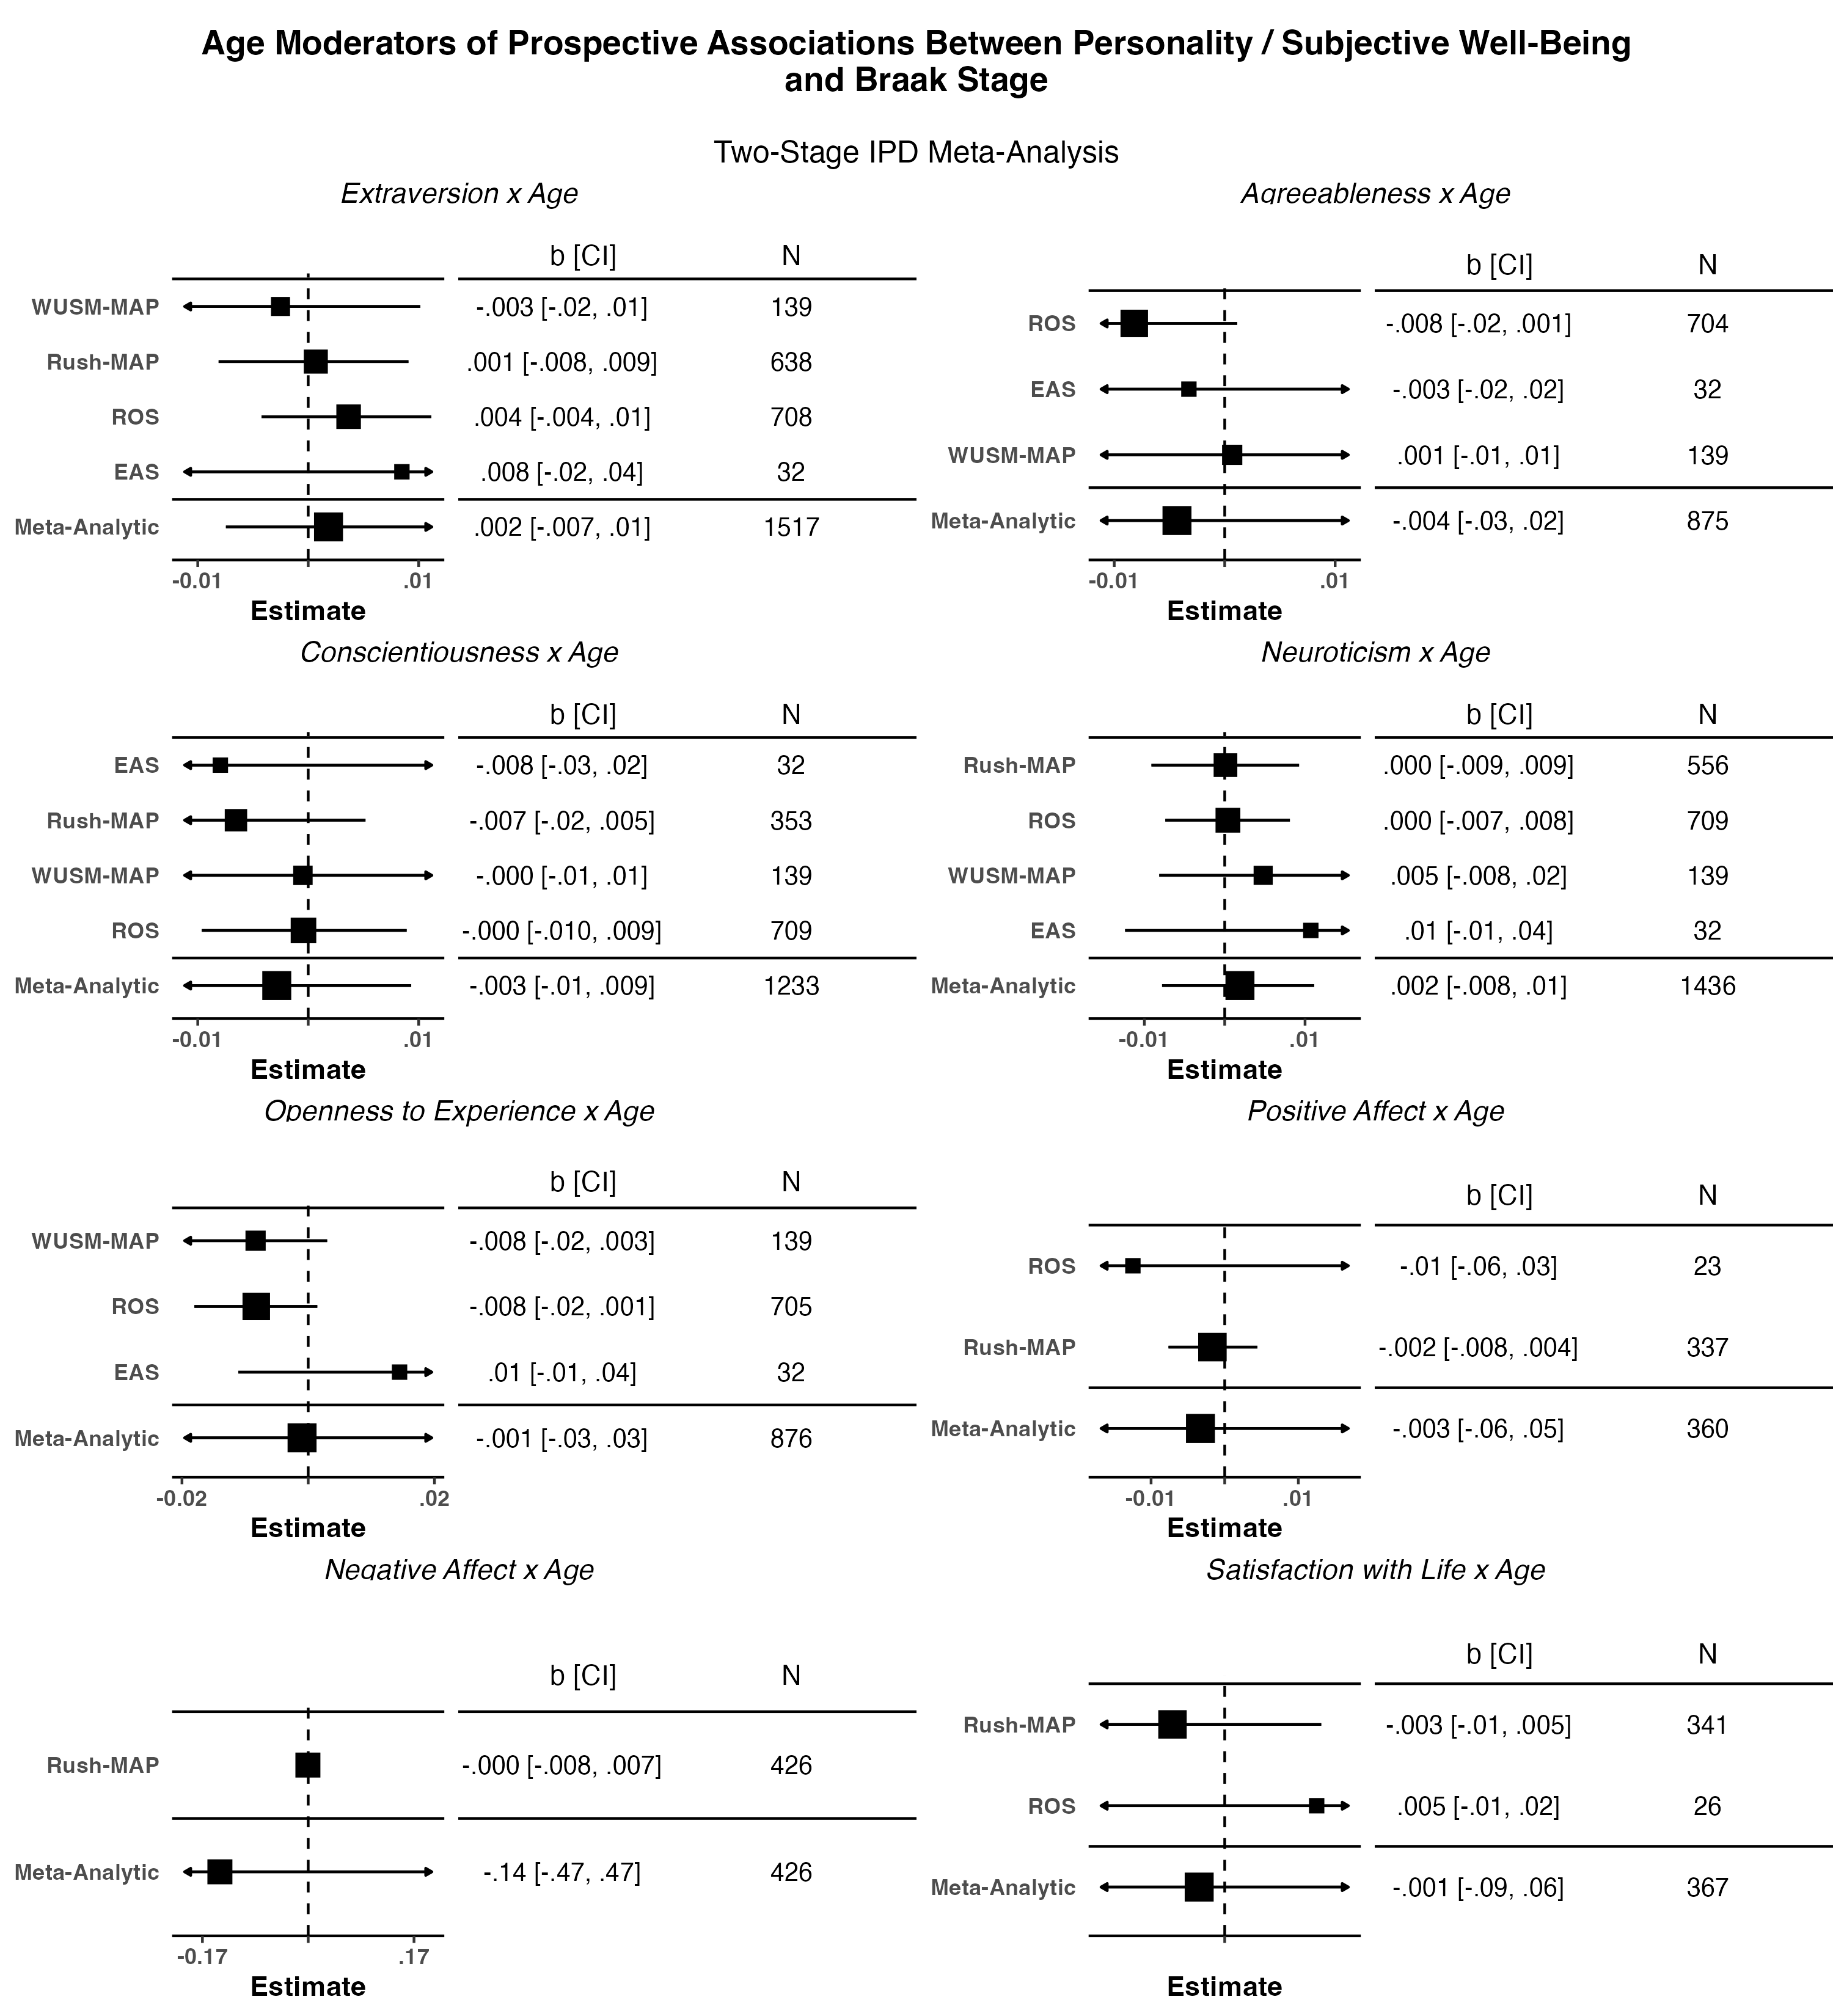 Age Moderators of Prospective Associations Between Personality / Subjective Well-Being
and Braak Stage
Two-Stage IPD Meta-Analysis
Extraversion x Age
b [CI] N
WUSM-MAP -.003 [-.02, .01] 139
Rush-MAP .001 [-.008, .009] 638
ROS .004 [-.004, .01] 708
EAS .008 [-.02, .04] 32
Meta-Analytic .002 [-.007, .01] 1517
-0.01 .01
Estimate
Agreeableness x Age
b [CI] N
ROS -.008 [-.02, .001] 704
EAS -.003 [-.02, .02] 32
WUSM-MAP .001 [-.01, .01] 139
Meta-Analytic -.004 [-.03, .02] 875
-0.01 .01
Estimate
Conscientiousness x Age
b [CI] N
EAS -.008 [-.03, .02] 32
Rush-MAP -.007 [-.02, .005] 353
WUSM-MAP -.000 [-.01, .01] 139
ROS -.000 [-.010, .009] 709
Meta-Analytic -.003 [-.01, .009] 1233
-0.01 .01
Estimate
Neuroticism x Age
b [CI] N
Rush-MAP .000 [-.009, .009] 556
ROS .000 [-.007, .008] 709
WUSM-MAP .005 [-.008, .02] 139
EAS .01 [-.01, .04] 32
Meta-Analytic .002 [-.008, .01] 1436
-0.01 .01
Estimate
Openness to Experience x Age
b [CI] N
WUSM-MAP -.008 [-.02, .003] 139
ROS -.008 [-.02, .001] 705
EAS .01 [-.01, .04] 32
Meta-Analytic -.001 [-.03, .03] 876
-0.02 .02
Estimate
Positive Affect x Age
b [CI] N
ROS -.01 [-.06, .03] 23
Rush-MAP -.002 [-.008, .004] 337
Meta-Analytic -.003 [-.06, .05] 360
-0.01 .01
Estimate
Negative Affect x Age
b [CI] N
Rush-MAP -.000 [-.008, .007] 426
Meta-Analytic -.14 [-.47, .47] 426
-0.17 .17
Estimate
Satisfaction with Life x Age
b [CI] N
Rush-MAP -.003 [-.01, .005] 341
ROS .005 [-.01, .02] 26
Meta-Analytic -.001 [-.09, .06] 367
Estimate